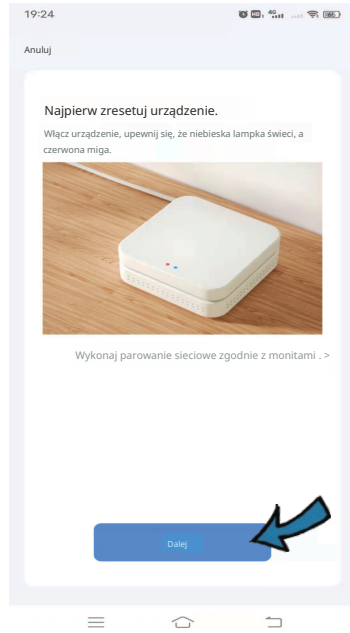 19:24
Anuluj
Najpierw zresetuj urządzenie.
Włącz urządzenie, upewnij się, że niebieska lampka świeci, a
czerwona miga.
Wykonaj parowanie sieciowe zgodnie z monitami . >
Dalej